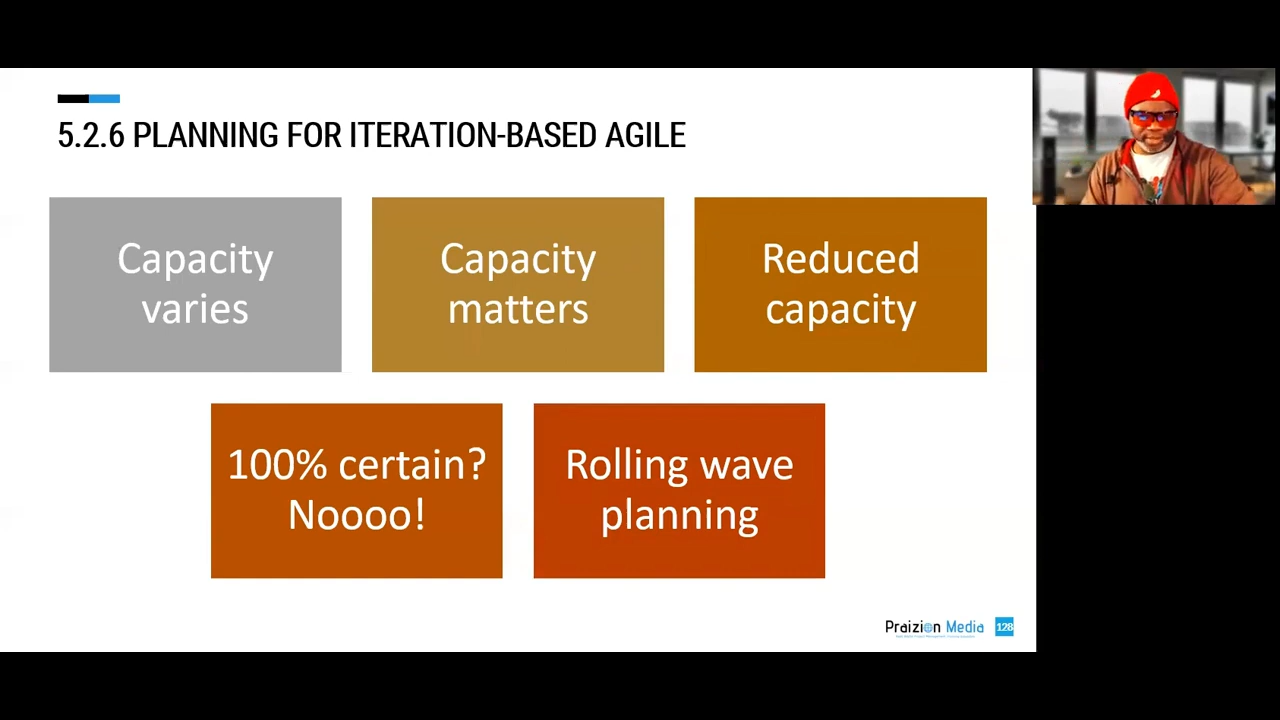 5.2.6 PLANNING FOR ITERATION-BASED AGILE
Capacity
varies
Capacity
matters
Reduced
capacity
100% certain?
Noooo!
Rolling wave
planning
Praizion Media
128